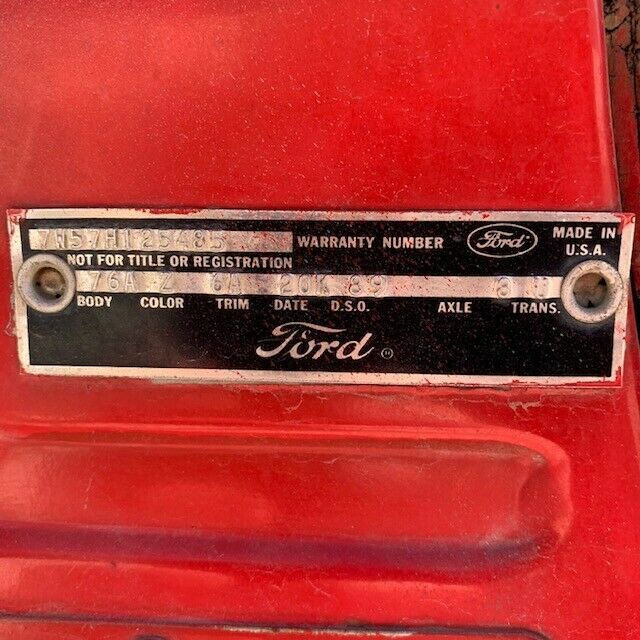 7W57H125485 WARRANTY NUMBER Ford MADE IN U.S.A.
NOT FOR TITLE OR REGISTRATION
76A Z 6A 20K 89 8 U
BODY COLOR TRIM DATE D.S.O. AXLE TRANS.
Ford